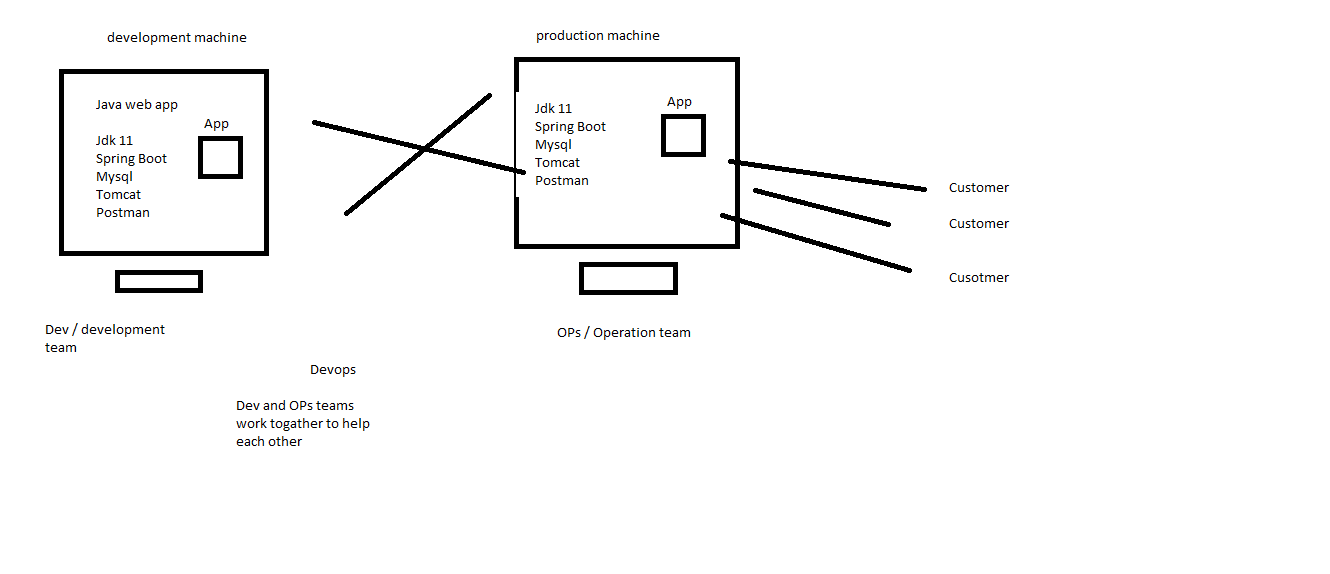 development machine
production machine
Java web app
App
Jdk 11
Spring Boot
Mysql
Tomcat
Postman
App
Jdk 11
Spring Boot
Mysql
Tomcat
Postman
Customer
Customer
Cusotmer
Dev / development
team
OPs / Operation team
Devops
Dev and OPs teams
work togather to help
each other